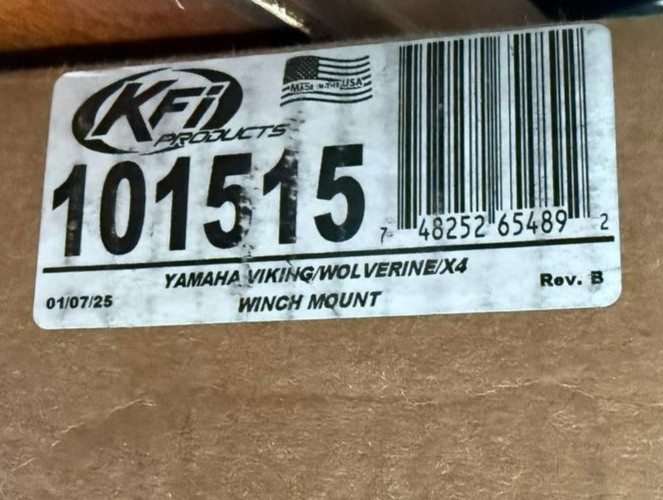 KFi
PRODUCTS
MADE IN THE USA
101515
7 48252 65489 2
YAMAHA VIKING/WOLVERINE/X4
WINCH MOUNT
01/07/25
Rev. B